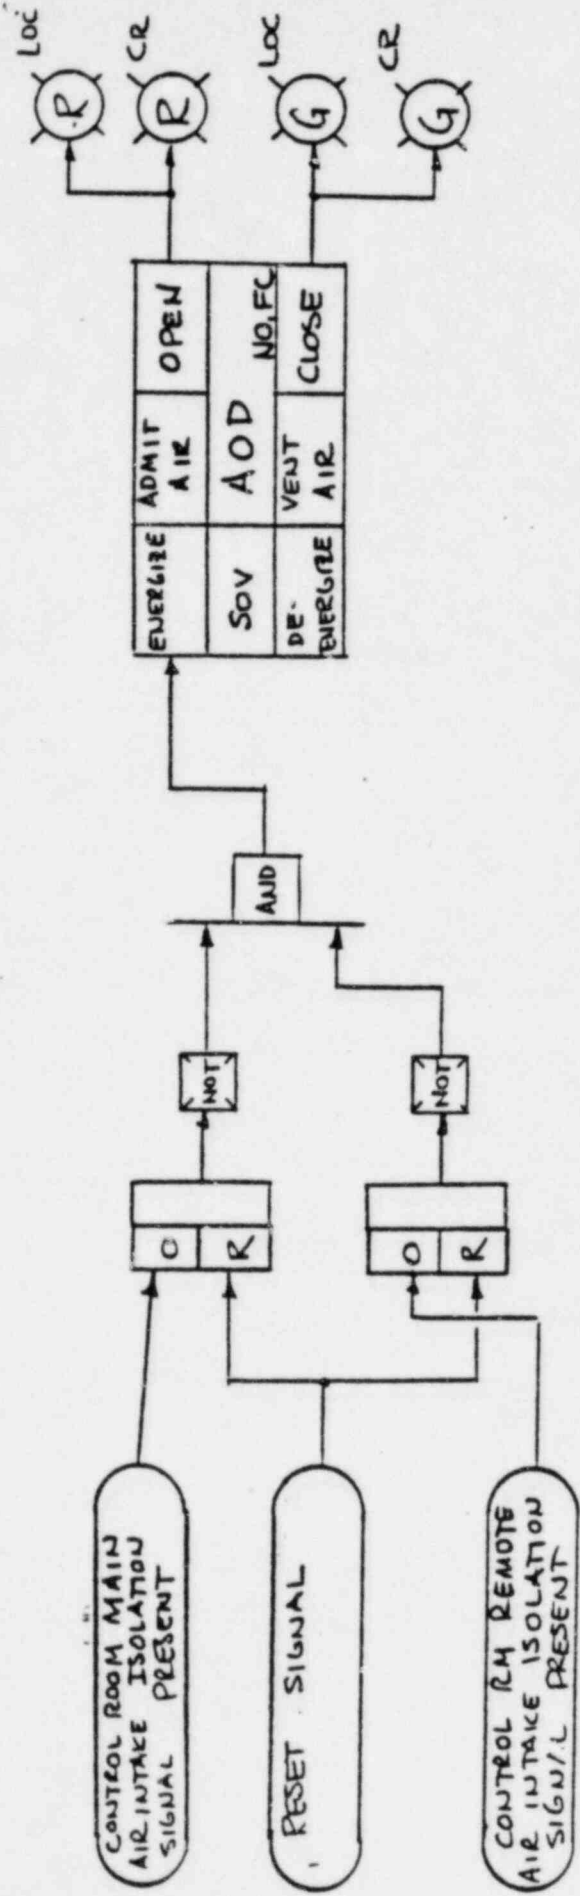 CONTROL ROOM MAIN
AIR INTAKE ISOLATION
SIGNAL PRESENT
RESET SIGNAL
CONTROL RM REMOTE
AIR INTAKE ISOLATION
SIGN/L PRESENT
O
R
O
R
NOT
NOT
AND
ENERGIZE
ADMIT
AIR
OPEN
SOV
AOD
NO,FC
DE-
ENERGIZE
VENT
AIR
CLOSE
LOC
R
CR
R
LOC
G
CR
G